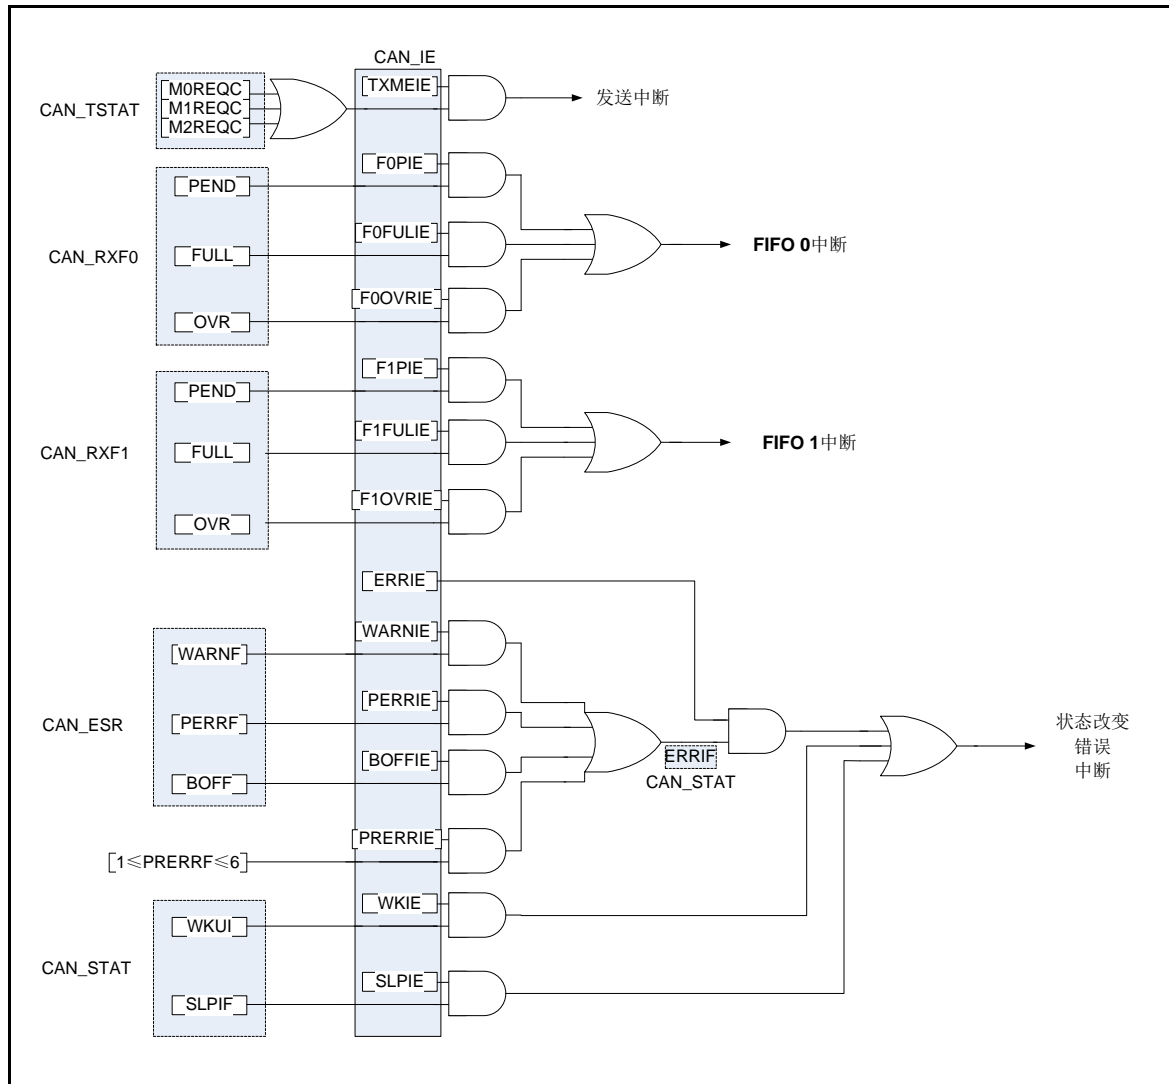 CAN_IE
CAN_TSTAT
M0REQC
M1REQC
M2REQC
TXMEIE
发送中断
CAN_RXF0
PEND
FULL
OVR
F0PIE
F0FULIE
F0OVRIE
FIFO 0中断
CAN_RXF1
PEND
FULL
OVR
F1PIE
F1FULIE
F1OVRIE
FIFO 1中断
ERRIE
CAN_ESR
WARNF
PERRF
BOFF
WARNIE
PERRIE
BOFFIE
PRERRIE
1≤PRERRF≤6
ERRIF
CAN_STAT
状态改变
错误
中断
CAN_STAT
WKUI
SLPIF
WKIE
SLPIE